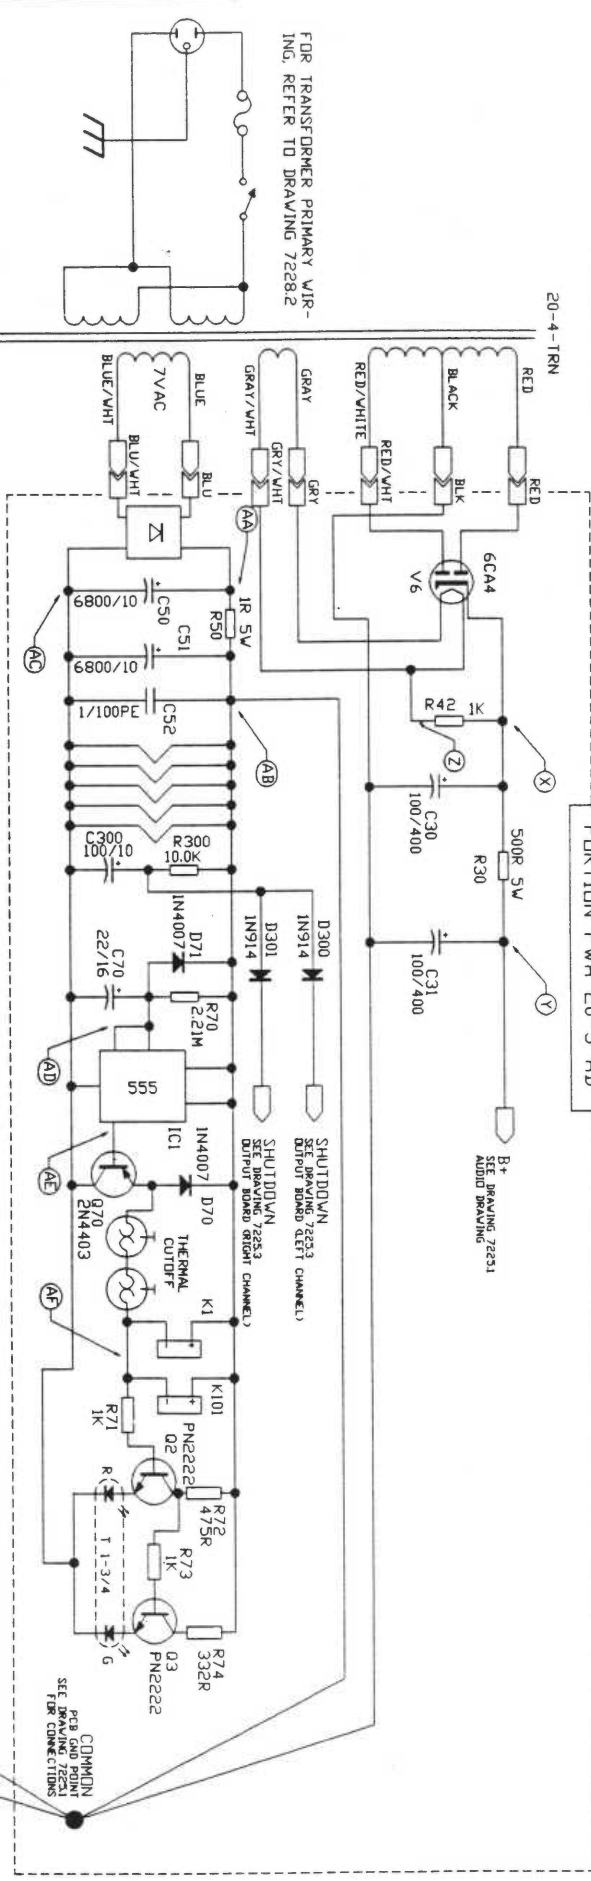 FOR TRANSFORMER PRIMARY WIR-
ING, REFER TO DRAWING 7228.2
20-4-TRN
RED
BLACK
RED/WHITE
GRAY
GRAY/WHT
BLUE
7VAC
BLUE/WHT
RED
BLK
RED/WHT
GRY
GRY/WHT
BLU
BLU/WHT
6CA4
V6
R42 1K
X
Z
C30
100/400
500R 5W
R30
C31
100/400
Y
B+
SEE DRAWING 7225.1
AUDIO DRAWING
AA
1R 5W
R50
C50
6800/10
AC
C51
6800/10
C52
1/100PE
AB
C300
100/10
R300
10.0K
D301
1N914
D300
1N914
SHUTDOWN
SEE DRAWING 7225.3
OUTPUT BOARD (LEFT CHANNEL)
SHUTDOWN
SEE DRAWING 7225.3
OUTPUT BOARD (RIGHT CHANNEL)
D71
1N4007
C70
22/16
R70
2.21M
AD
555
IC1
AE
1N4007 D70
Q70
2N4403
THERMAL
CUTOFF
AF
K1
K101
R71
1K
PN2222
Q2
R72
475R
R73
1K
R
T 1-3/4
G
Q3
PN2222
R74
332R
COMMON
PCB GND POINT
SEE DRAWING 7225.1
FOR CONNECTIONS